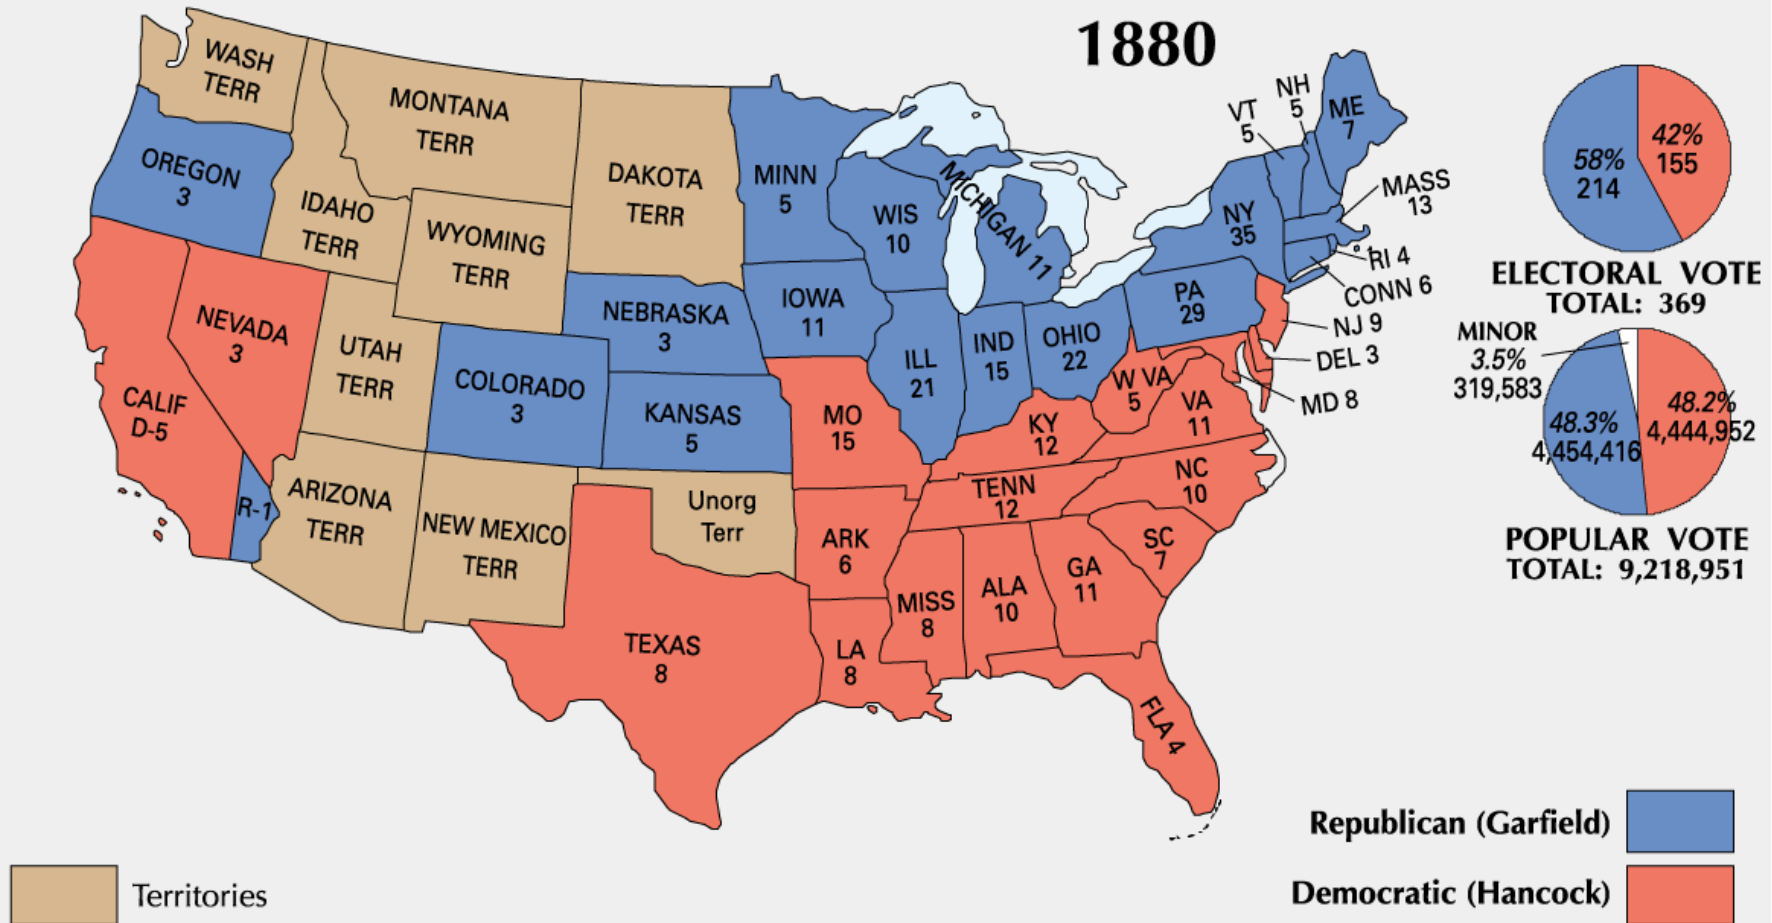 1880
WASH
TERR
OREGON
3
MONTANA
TERR
IDAHO
TERR
WYOMING
TERR
DAKOTA
TERR
MINN
5
WIS
10
MICHIGAN 11
NEVADA
3
CALIF
D-5
R-1
UTAH
TERR
COLORADO
3
NEBRASKA
3
KANSAS
5
IOWA
11
ILL
21
IND
15
OHIO
22
PA
29
NY
35
VT
5
NH
5
ME
7
MASS
13
RI 4
CONN 6
NJ 9
DEL 3
MD 8
W VA
5
VA
11
KY
12
MO
15
ARIZONA
TERR
NEW MEXICO
TERR
Unorg
Terr
TEXAS
8
ARK
6
LA
8
TENN
12
NC
10
SC
7
MISS
8
ALA
10
GA
11
FLA 4
58%
214
42%
155
ELECTORAL VOTE
TOTAL: 369
MINOR
3.5%
319,583
48.3%
4,454,416
48.2%
4,444,952
POPULAR VOTE
TOTAL: 9,218,951
Republican (Garfield)
Democratic (Hancock)
Territories